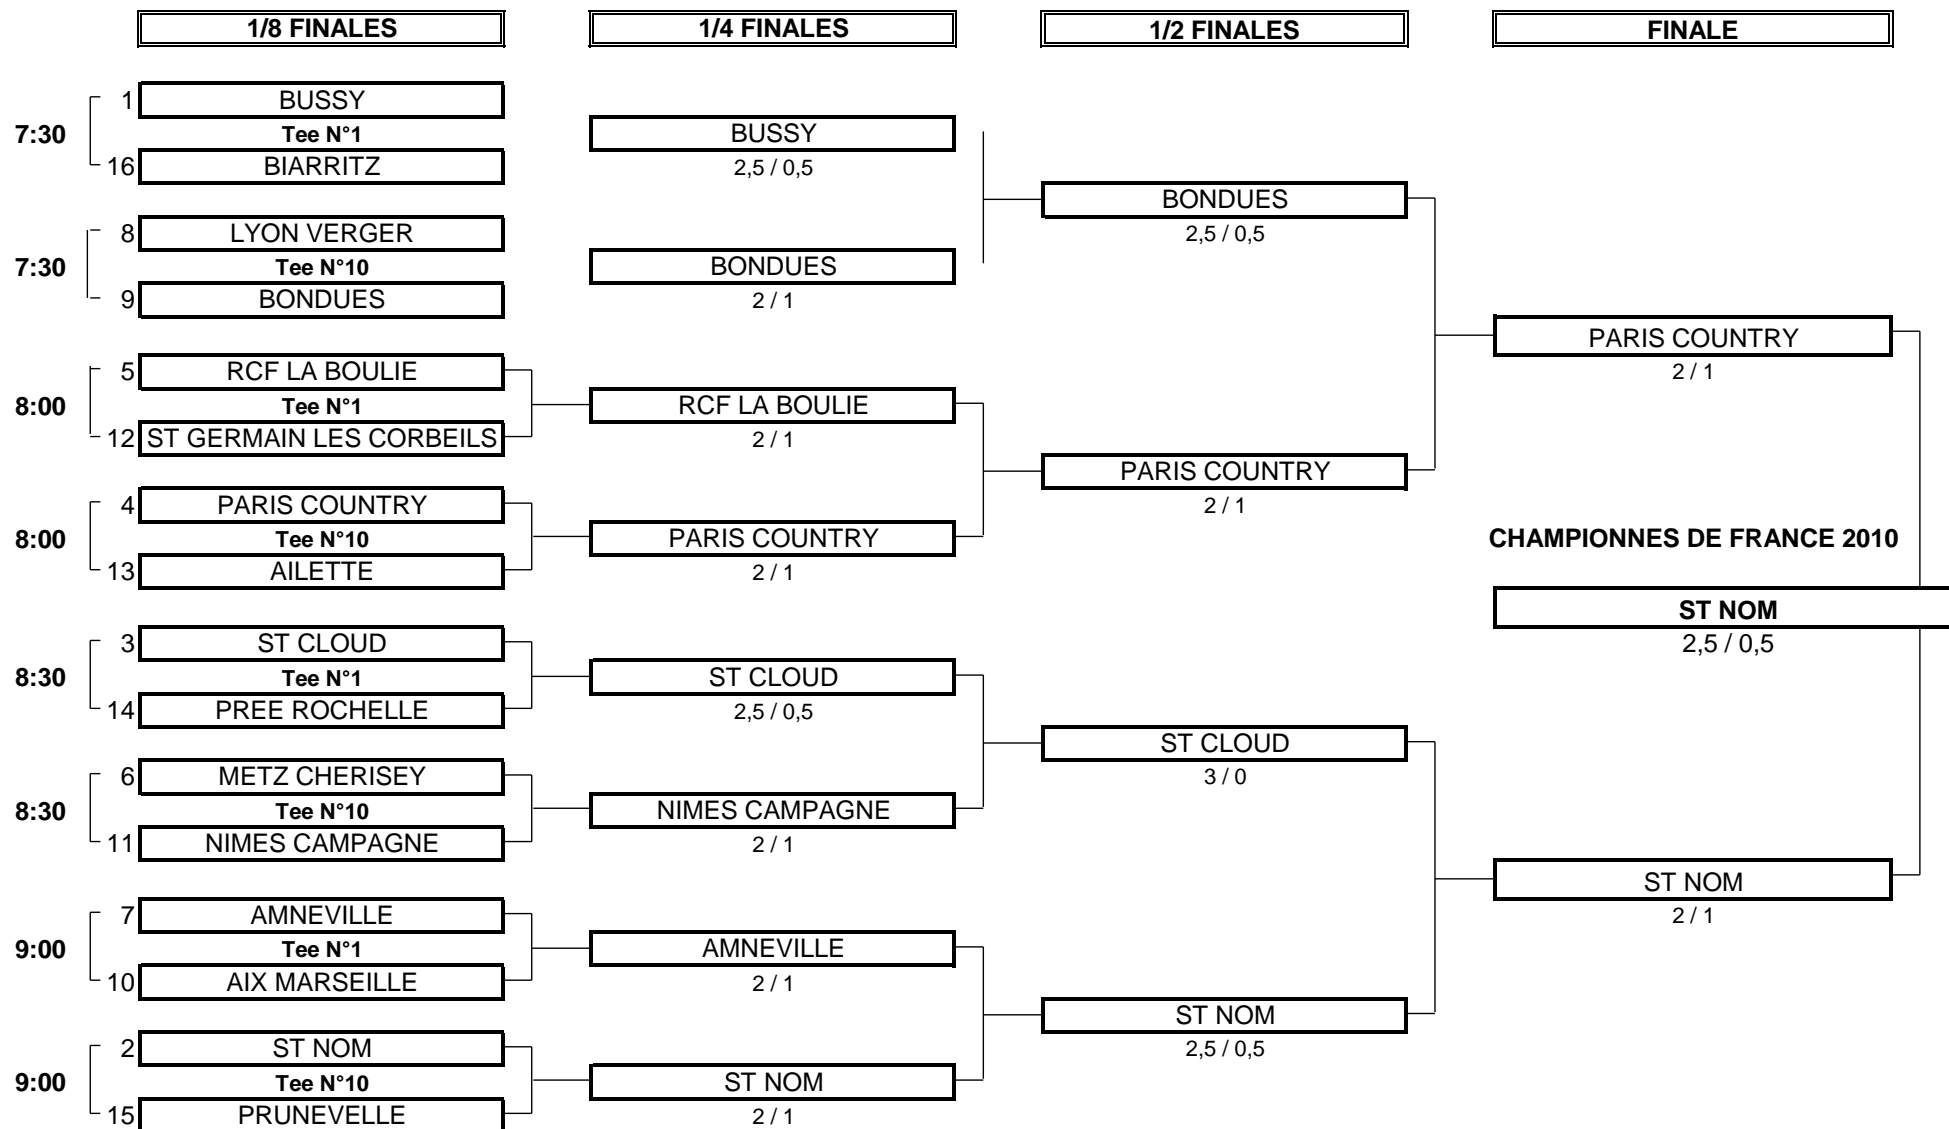 1/8 FINALES 1/4 FINALES 1/2 FINALES FINALE
1 BUSSY
7:30 Tee N°1 BUSSY
16 BIARRITZ 2,5 / 0,5
BONDUES
8 LYON VERGER 2,5 / 0,5
7:30 Tee N°10 BONDUES
9 BONDUES 2 / 1
PARIS COUNTRY
5 RCF LA BOULIE 2 / 1
8:00 Tee N°1 RCF LA BOULIE
12 ST GERMAIN LES CORBEILS 2 / 1
PARIS COUNTRY
4 PARIS COUNTRY 2 / 1
8:00 Tee N°10 PARIS COUNTRY CHAMPIONNES DE FRANCE 2010
13 AILETTE 2 / 1
ST NOM
3 ST CLOUD 2,5 / 0,5
8:30 Tee N°1 ST CLOUD
14 PREE ROCHELLE 2,5 / 0,5
ST CLOUD
6 METZ CHERISEY 3 / 0
8:30 Tee N°10 NIMES CAMPAGNE
11 NIMES CAMPAGNE 2 / 1
ST NOM
7 AMNEVILLE 2 / 1
9:00 Tee N°1 AMNEVILLE
10 AIX MARSEILLE 2 / 1
ST NOM
2 ST NOM 2,5 / 0,5
9:00 Tee N°10 ST NOM
15 PRUNEVELLE 2 / 1